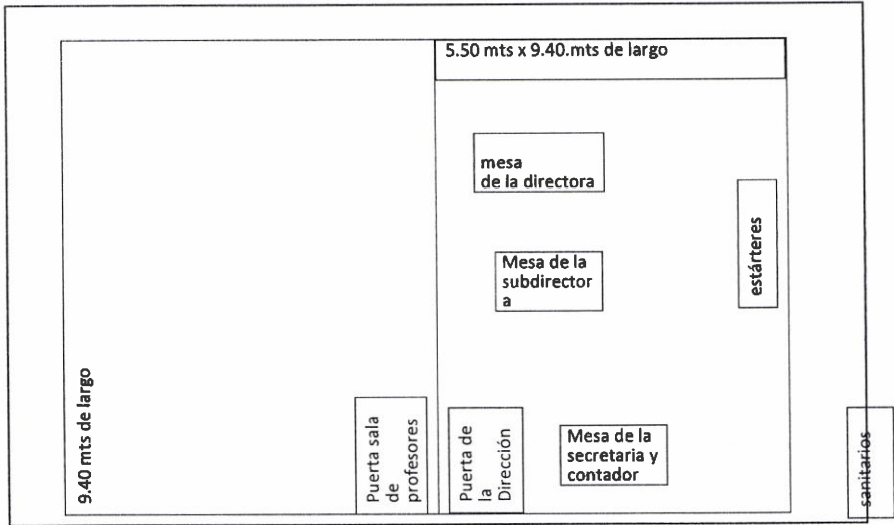 5.50 mts x 9.40.mts de largo
mesa
de la directora
Mesa de la
subdirector
a
estárteres
9.40 mts de largo
Puerta sala
de
profesores
Puerta de
la
Dirección
Mesa de la
secretaria y
contador
sanitarios